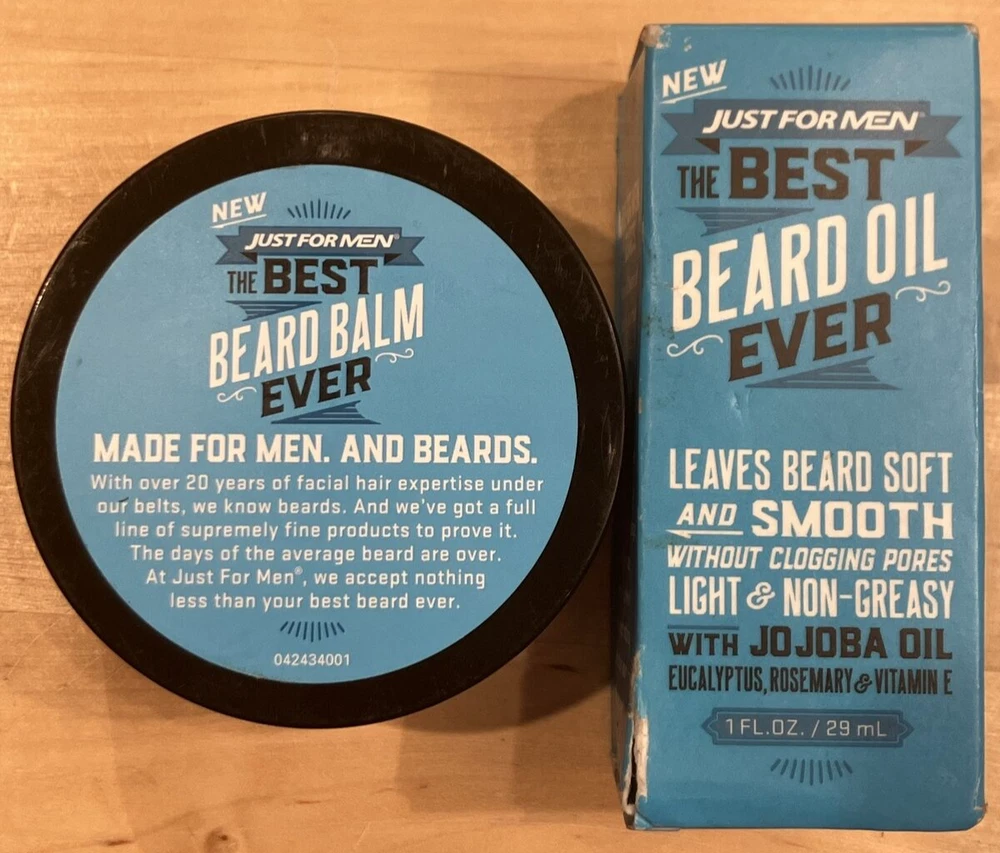 NEW
JUST FOR MEN®
THE BEST
BEARD BALM
EVER
MADE FOR MEN. AND BEARDS.
With over 20 years of facial hair expertise under
our belts, we know beards. And we've got a full
line of supremely fine products to prove it.
The days of the average beard are over.
At Just For Men®, we accept nothing
less than your best beard ever.
042434001
NEW
JUST FOR MEN®
THE BEST
BEARD OIL
EVER
LEAVES BEARD SOFT
AND SMOOTH
WITHOUT CLOGGING PORES
LIGHT & NON-GREASY
WITH JOJOBA OIL
EUCALYPTUS, ROSEMARY & VITAMIN E
1 FL.OZ. / 29 mL